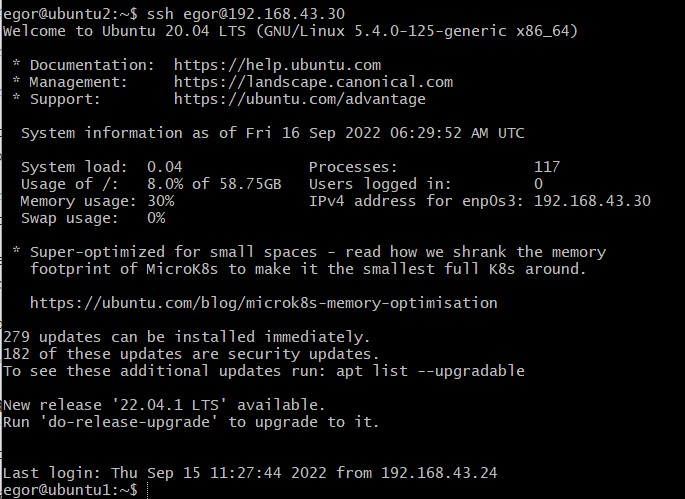 egor@ubuntu2:~$ ssh egor@192.168.43.30
Welcome to Ubuntu 20.04 LTS (GNU/Linux 5.4.0-125-generic x86_64)
* Documentation: https://help.ubuntu.com
* Management: https://landscape.canonical.com
* Support: https://ubuntu.com/advantage
System information as of Fri 16 Sep 2022 06:29:52 AM UTC
System load: 0.04 Processes: 117
Usage of /: 8.0% of 58.75GB Users logged in: 0
Memory usage: 30% IPv4 address for enp0s3: 192.168.43.30
Swap usage: 0%
* Super-optimized for small spaces - read how we shrank the memory
footprint of MicroK8s to make it the smallest full K8s around.
https://ubuntu.com/blog/microk8s-memory-optimisation
279 updates can be installed immediately.
182 of these updates are security updates.
To see these additional updates run: apt list --upgradable
New release '22.04.1 LTS' available.
Run 'do-release-upgrade' to upgrade to it.
Last login: Thu Sep 15 11:27:44 2022 from 192.168.43.24
egor@ubuntu1:~$